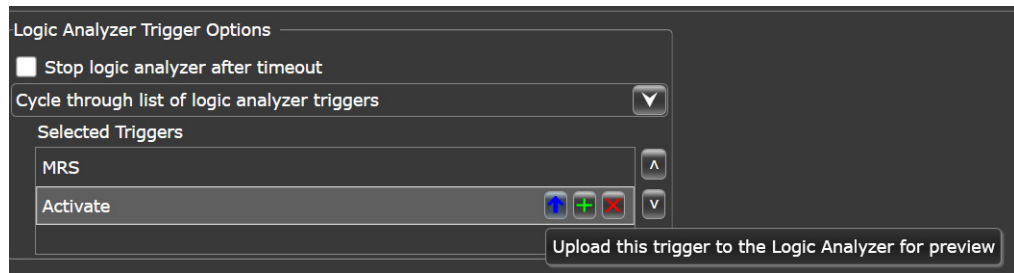 Logic Analyzer Trigger Options
Stop logic analyzer after timeout
Cycle through list of logic analyzer triggers
Selected Triggers
MRS
Activate
Upload this trigger to the Logic Analyzer for preview